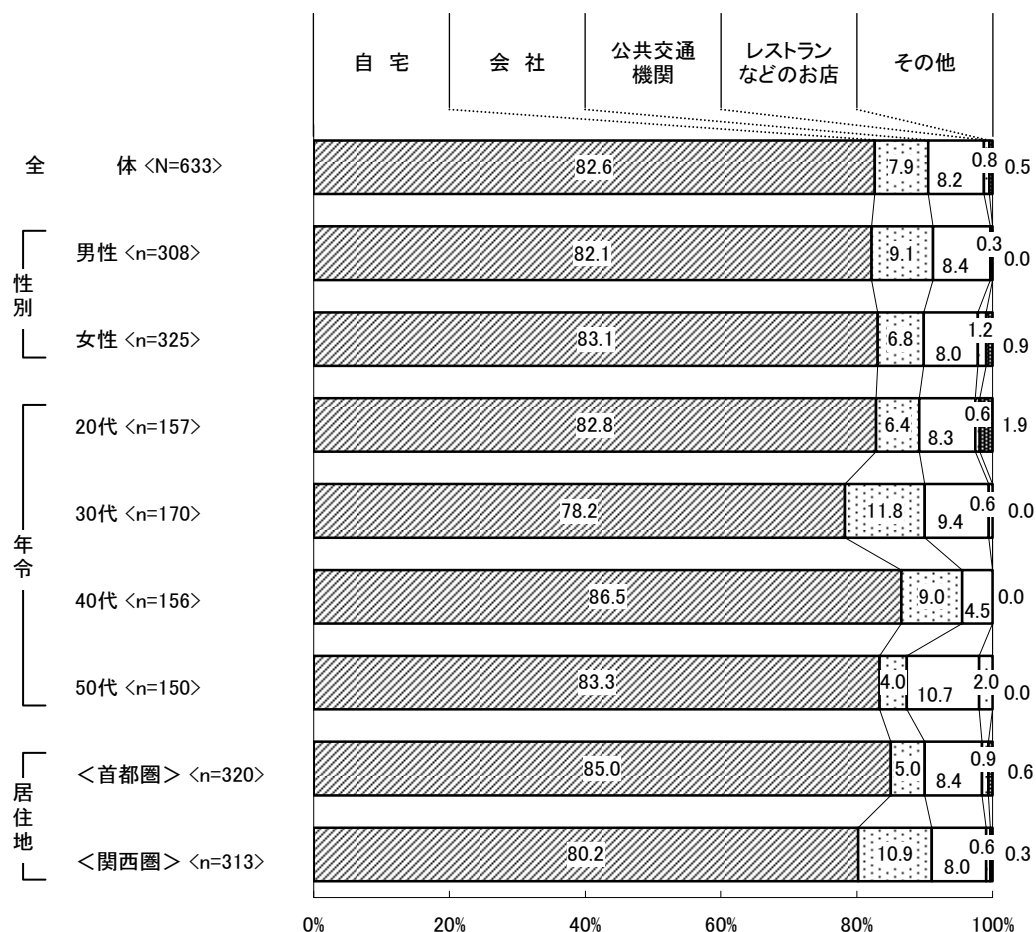 自 宅
会 社
公共交通
機関
レストラン
などのお店
その他
全 体 <N=633>
82.6 7.9 8.2 0.8 0.5
性別
男性 <n=308>
82.1 9.1 8.4 0.3 0.0
女性 <n=325>
83.1 6.8 8.0 1.2 0.9
年令
20代 <n=157>
82.8 6.4 8.3 0.6 1.9
30代 <n=170>
78.2 11.8 9.4 0.6 0.0
40代 <n=156>
86.5 9.0 4.5 0.0
50代 <n=150>
83.3 4.0 10.7 2.0 0.0
居住地
＜首都圏＞ <n=320>
85.0 5.0 8.4 0.9 0.6
＜関西圏＞ <n=313>
80.2 10.9 8.0 0.6 0.3
0% 20% 40% 60% 80% 100%